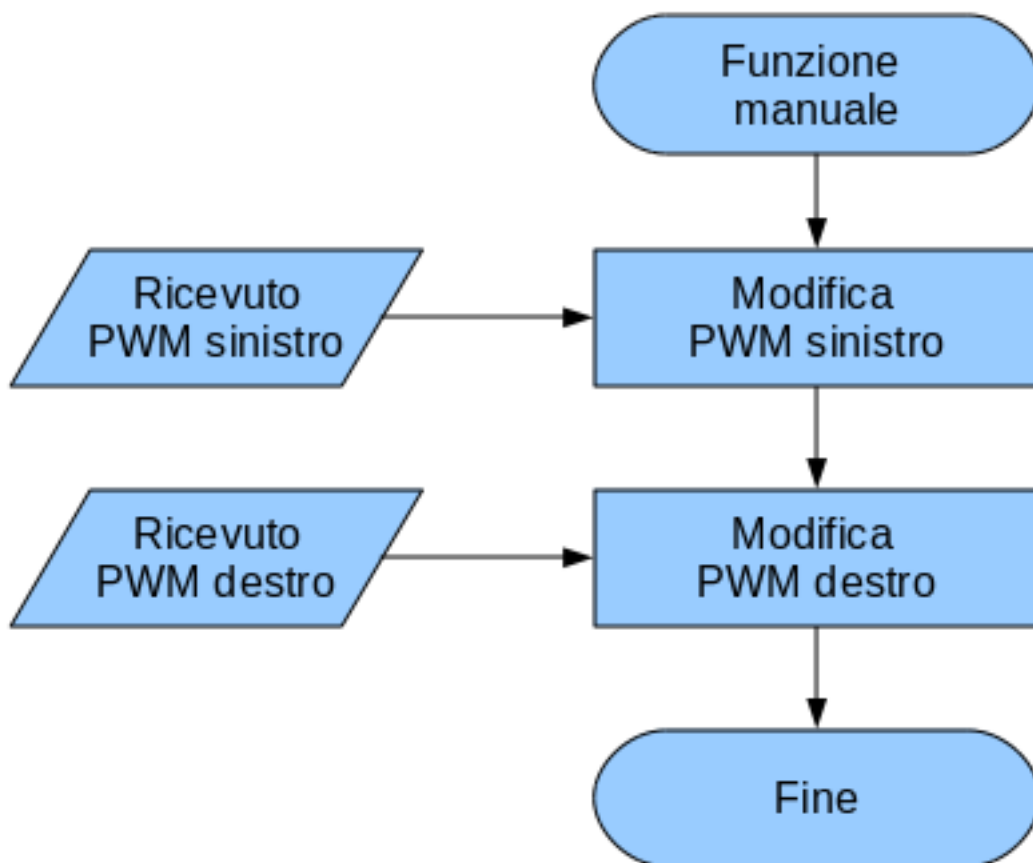 Funzione
manuale
Ricevuto
PWM sinistro
Modifica
PWM sinistro
Ricevuto
PWM destro
Modifica
PWM destro
Fine